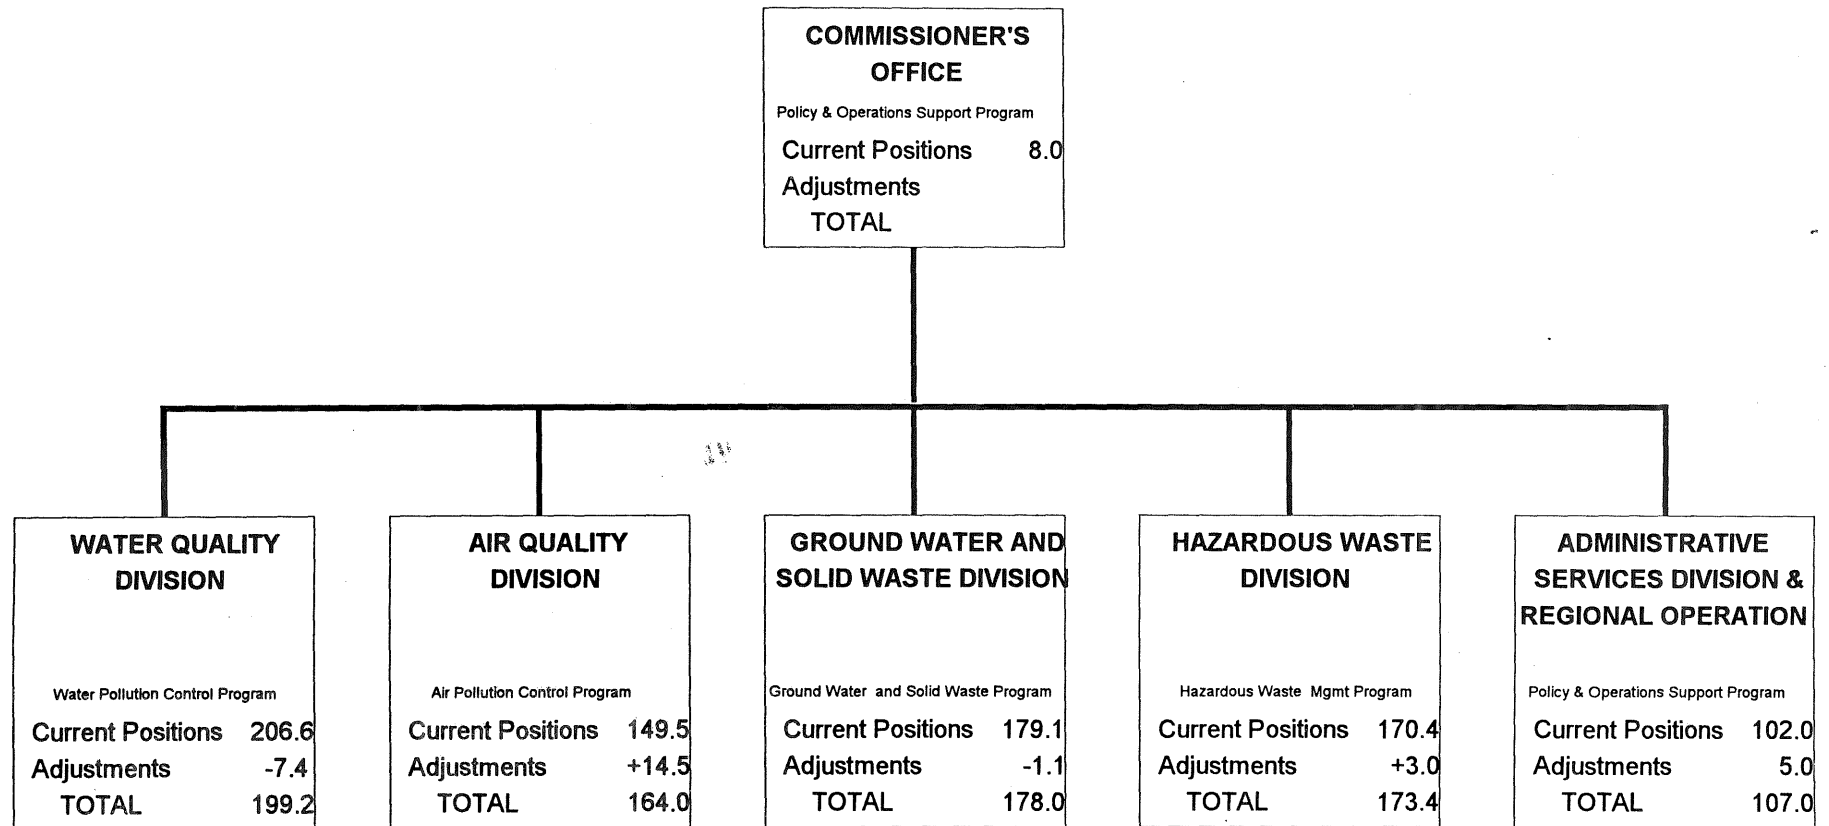 COMMISSIONER'S
OFFICE
Policy & Operations Support Program
Current Positions 8.0
Adjustments
TOTAL
WATER QUALITY
DIVISION
Water Pollution Control Program
Current Positions 206.6
Adjustments -7.4
TOTAL 199.2
AIR QUALITY
DIVISION
Air Pollution Control Program
Current Positions 149.5
Adjustments +14.5
TOTAL 164.0
GROUND WATER AND
SOLID WASTE DIVISION
Ground Water and Solid Waste Program
Current Positions 179.1
Adjustments -1.1
TOTAL 178.0
HAZARDOUS WASTE
DIVISION
Hazardous Waste Mgmt Program
Current Positions 170.4
Adjustments +3.0
TOTAL 173.4
ADMINISTRATIVE
SERVICES DIVISION &
REGIONAL OPERATION
Policy & Operations Support Program
Current Positions 102.0
Adjustments 5.0
TOTAL 107.0